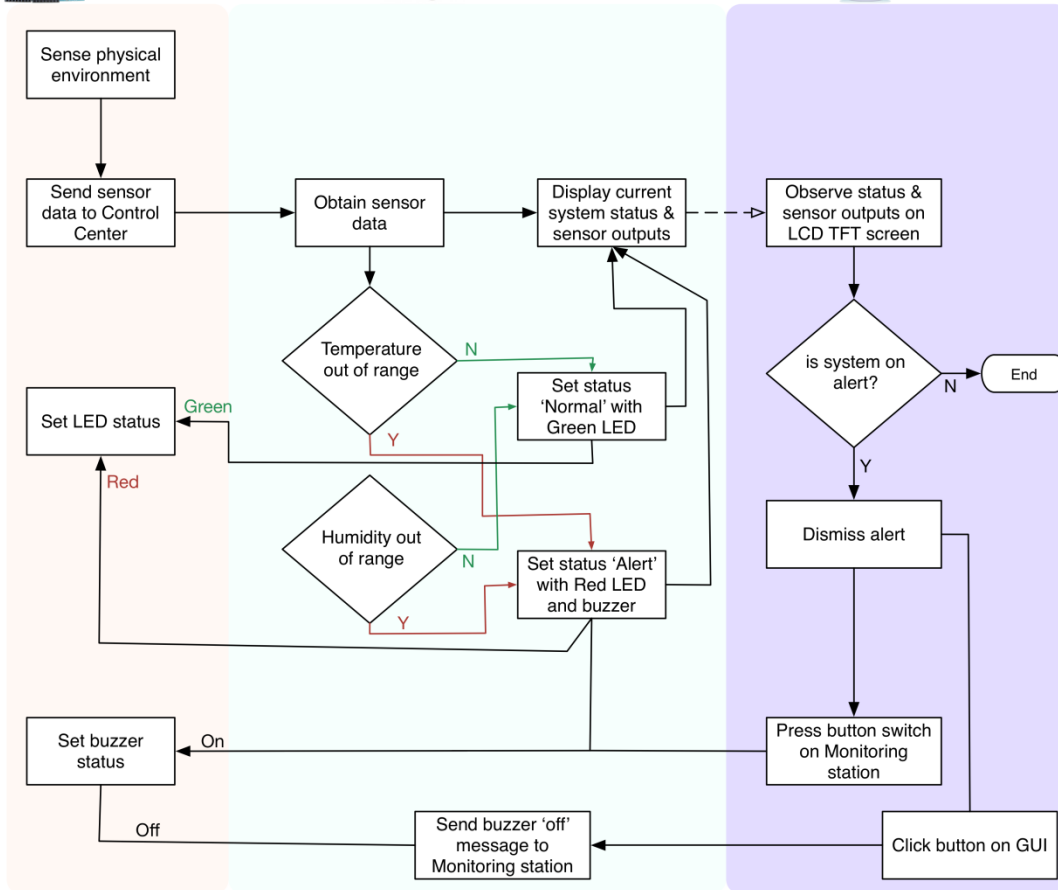 Sense physical
environment
Send sensor
data to Control
Center
Obtain sensor
data
Display current
system status &
sensor outputs
Observe status &
sensor outputs on
LCD TFT screen
Temperature
out of range
N
Y
Set status
‘Normal’ with
Green LED
is system on
alert?
N
End
Y
Green
Set LED status
Red
Humidity out
of range
N
Y
Set status ‘Alert’
with Red LED
and buzzer
Dismiss alert
Set buzzer
status
On
Press button switch
on Monitoring
station
Off
Send buzzer ‘off’
message to
Monitoring station
Click button on GUI